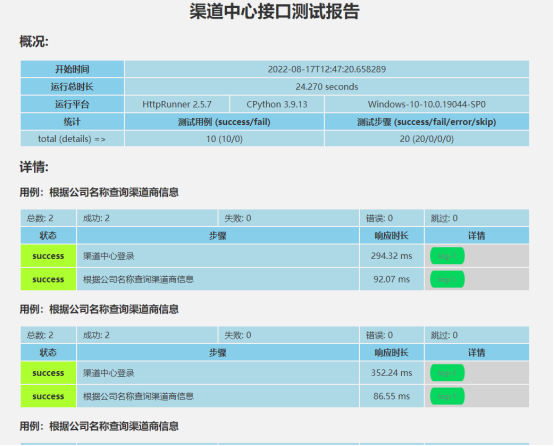 渠道中心接口测试报告
概况:
开始时间 2022-08-17T12:47:20.658289
运行总时长 24.270 seconds
运行平台 HttpRunner 2.5.7 CPython 3.9.13 Windows-10-10.0.19044-SP0
统计 测试用例 (success/fail) 测试步骤 (success/fail/error/skip)
total (details) => 10 (10/0) 20 (20/0/0/0)
详情:
用例：根据公司名称查询渠道商信息
总数: 2 成功: 2 失败: 0 错误: 0 跳过: 0
状态 步骤 响应时长 详情
success 渠道中心登录 294.32 ms
success 根据公司名称查询渠道商信息 92.07 ms
用例：根据公司名称查询渠道商信息
总数: 2 成功: 2 失败: 0 错误: 0 跳过: 0
状态 步骤 响应时长 详情
success 渠道中心登录 352.24 ms
success 根据公司名称查询渠道商信息 86.55 ms
用例：根据公司名称查询渠道商信息